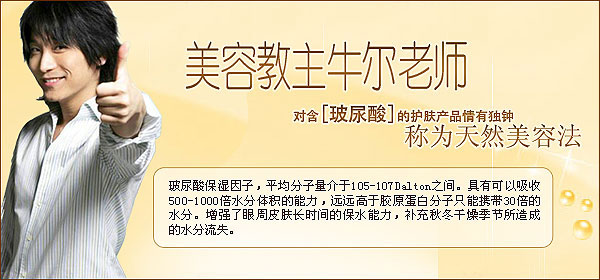 美容教主牛尔老师
对含[玻尿酸]的护肤产品情有独钟
称为天然美容法
玻尿酸保湿因子，平均分子量介于105-107Dalton之间。具有可以吸收
500-1000倍水分体积的能力，远远高于胶原蛋白分子只能携带30倍的
水分。增强了眼周皮肤长时间的保水能力，补充秋冬干燥季节所造成
的水分流失。